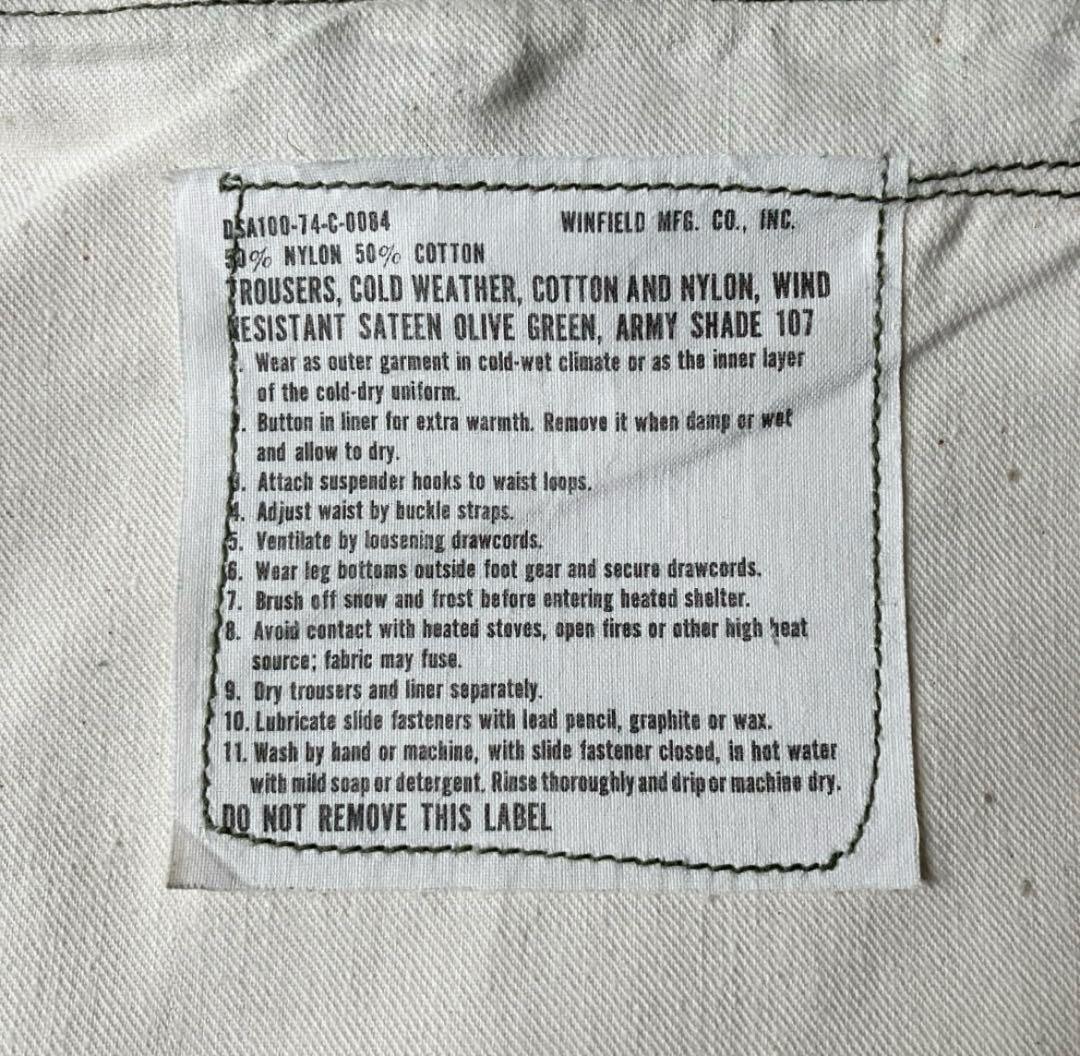 DSA100-74-C-0084 WINFIELD MFG. CO., INC.
50% NYLON 50% COTTON
TROUSERS, COLD WEATHER, COTTON AND NYLON, WIND
RESISTANT SATEEN OLIVE GREEN, ARMY SHADE 107
1. Wear as outer garment in cold-wet climate or as the inner layer
of the cold-dry uniform.
2. Button in liner for extra warmth. Remove it when damp or wet
and allow to dry.
3. Attach suspender hooks to waist loops.
4. Adjust waist by buckle straps.
5. Ventilate by loosening drawcords.
6. Wear leg bottoms outside foot gear and secure drawcords.
7. Brush off snow and frost before entering heated shelter.
8. Avoid contact with heated stoves, open fires or other high heat
source; fabric may fuse.
9. Dry trousers and liner separately.
10. Lubricate slide fasteners with lead pencil, graphite or wax.
11. Wash by hand or machine, with slide fastener closed, in hot water
with mild soap or detergent. Rinse thoroughly and drip or machine dry.
DO NOT REMOVE THIS LABEL